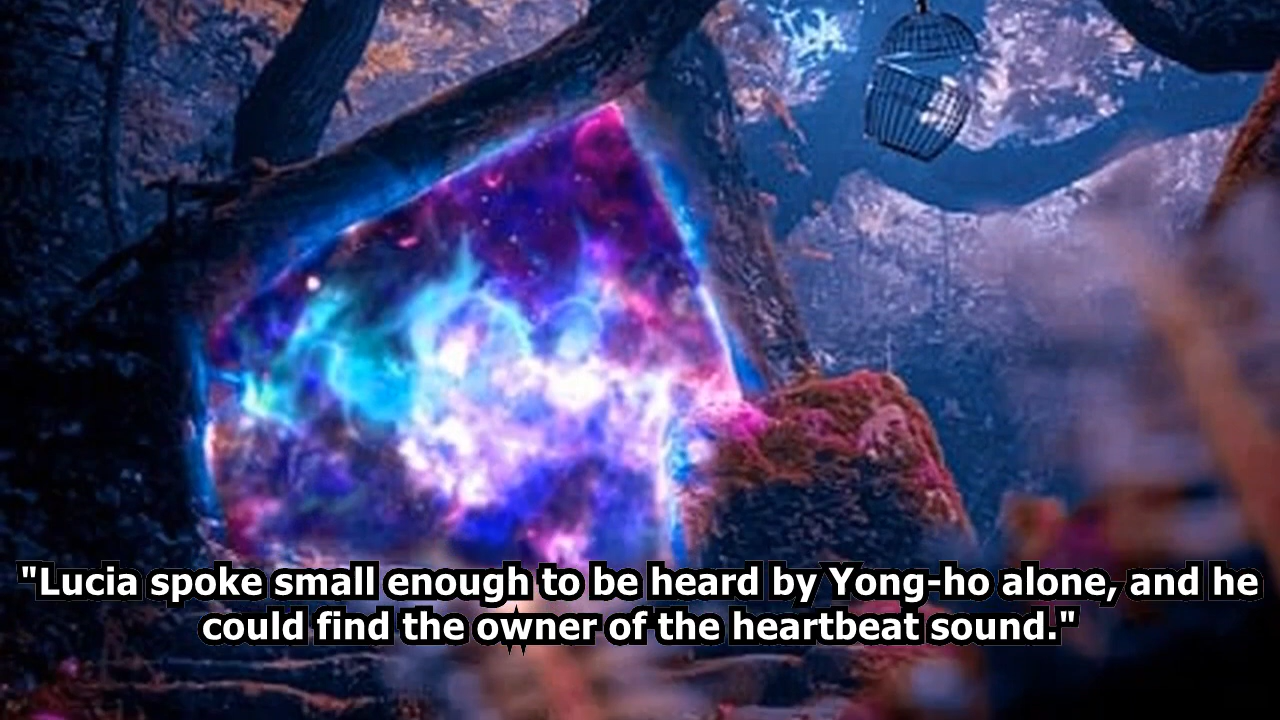 "Lucia spoke small enough to be heard by Yong-ho alone, and he
could find the owner of the heartbeat sound."